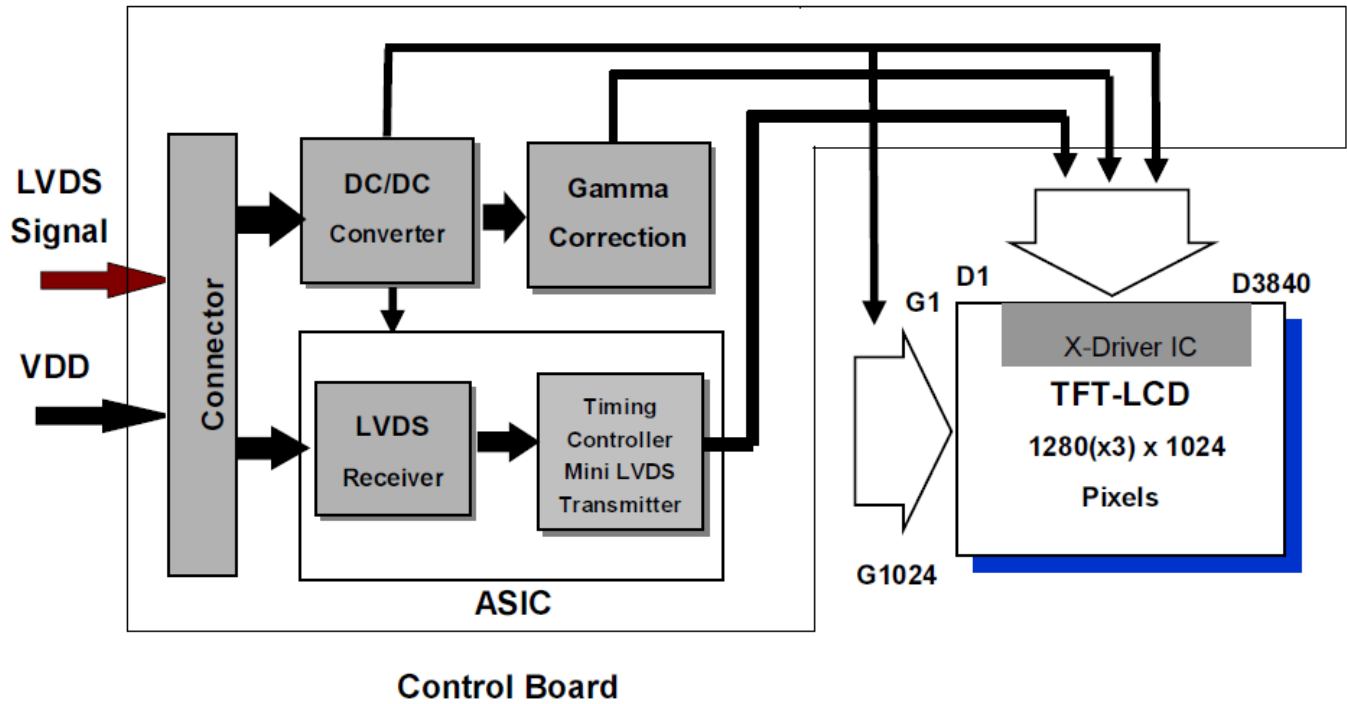 LVDS
Signal
VDD
Connector
DC/DC
Converter
Gamma
Correction
LVDS
Receiver
Timing
Controller
Mini LVDS
Transmitter
ASIC
Control Board
G1
G1024
D1
D3840
X-Driver IC
TFT-LCD
1280(x3) x 1024
Pixels